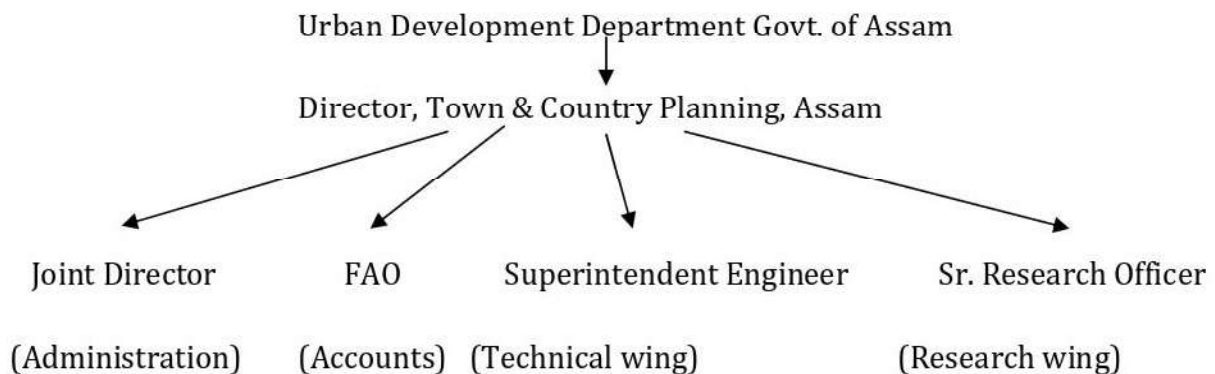 Urban Development Department Govt. of Assam
Director, Town & Country Planning, Assam
Joint Director FAO Superintendent Engineer Sr. Research Officer
(Administration) (Accounts) (Technical wing) (Research wing)